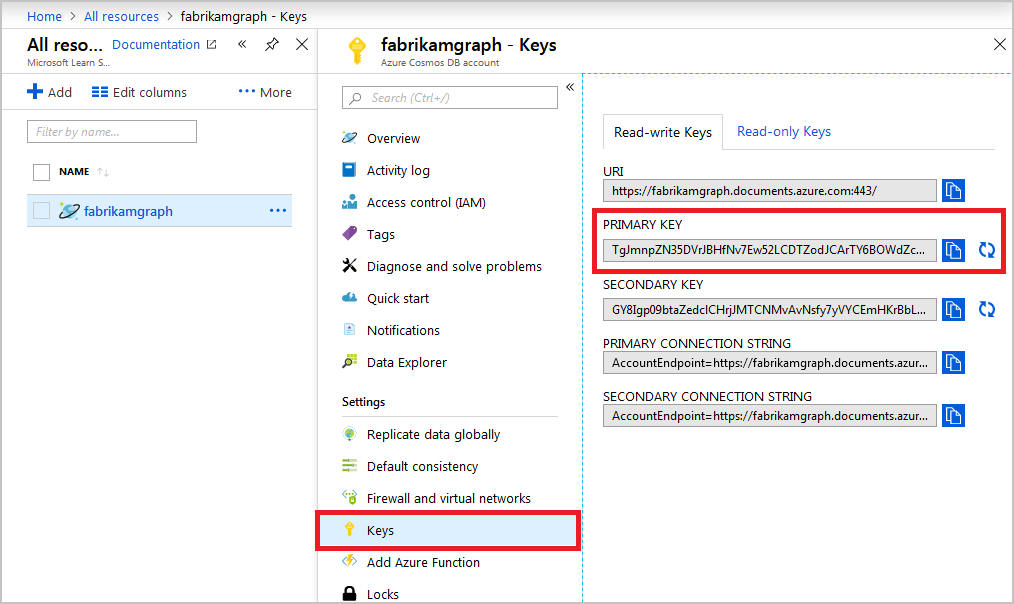 Home > All resources > fabrikamgraph - Keys
All reso... Documentation
Microsoft Learn S...
Add Edit columns ... More
Filter by name...
NAME
fabrikamgraph ...
fabrikamgraph - Keys
Azure Cosmos DB account
Search (Ctrl+/)
Overview
Activity log
Access control (IAM)
Tags
Diagnose and solve problems
Quick start
Notifications
Data Explorer
Settings
Replicate data globally
Default consistency
Firewall and virtual networks
Keys
Add Azure Function
Locks
Read-write Keys Read-only Keys
URI
https://fabrikamgraph.documents.azure.com:443/
PRIMARY KEY
TgJmnpZN35DVrJBHfNv7Ew52LCDTZodJCArTY6BOWdZc...
SECONDARY KEY
GY8Igp09btaZedcICHrjJMTCNMvAvNsfy7yVYCEmHKrBbL...
PRIMARY CONNECTION STRING
AccountEndpoint=https://fabrikamgraph.documents.azur...
SECONDARY CONNECTION STRING
AccountEndpoint=https://fabrikamgraph.documents.azur...